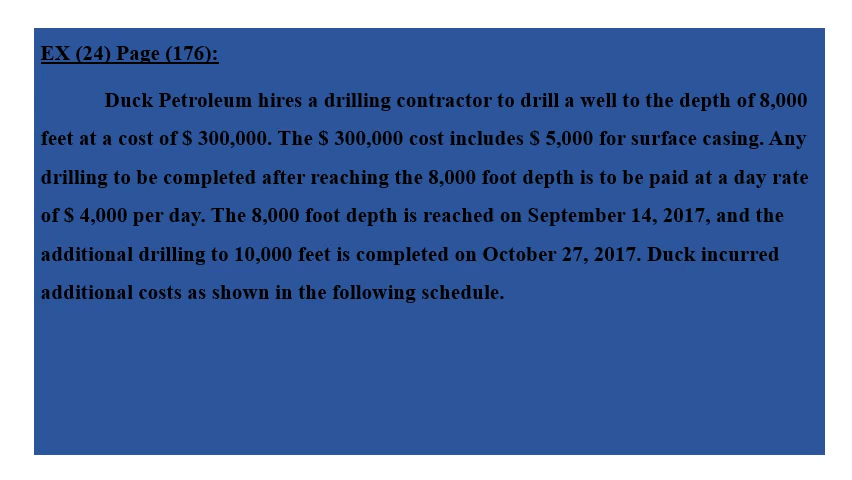 EX (24) Page (176):
Duck Petroleum hires a drilling contractor to drill a well to the depth of 8,000
feet at a cost of $ 300,000. The $ 300,000 cost includes $ 5,000 for surface casing. Any
drilling to be completed after reaching the 8,000 foot depth is to be paid at a day rate
of $ 4,000 per day. The 8,000 foot depth is reached on September 14, 2017, and the
additional drilling to 10,000 feet is completed on October 27, 2017. Duck incurred
additional costs as shown in the following schedule.